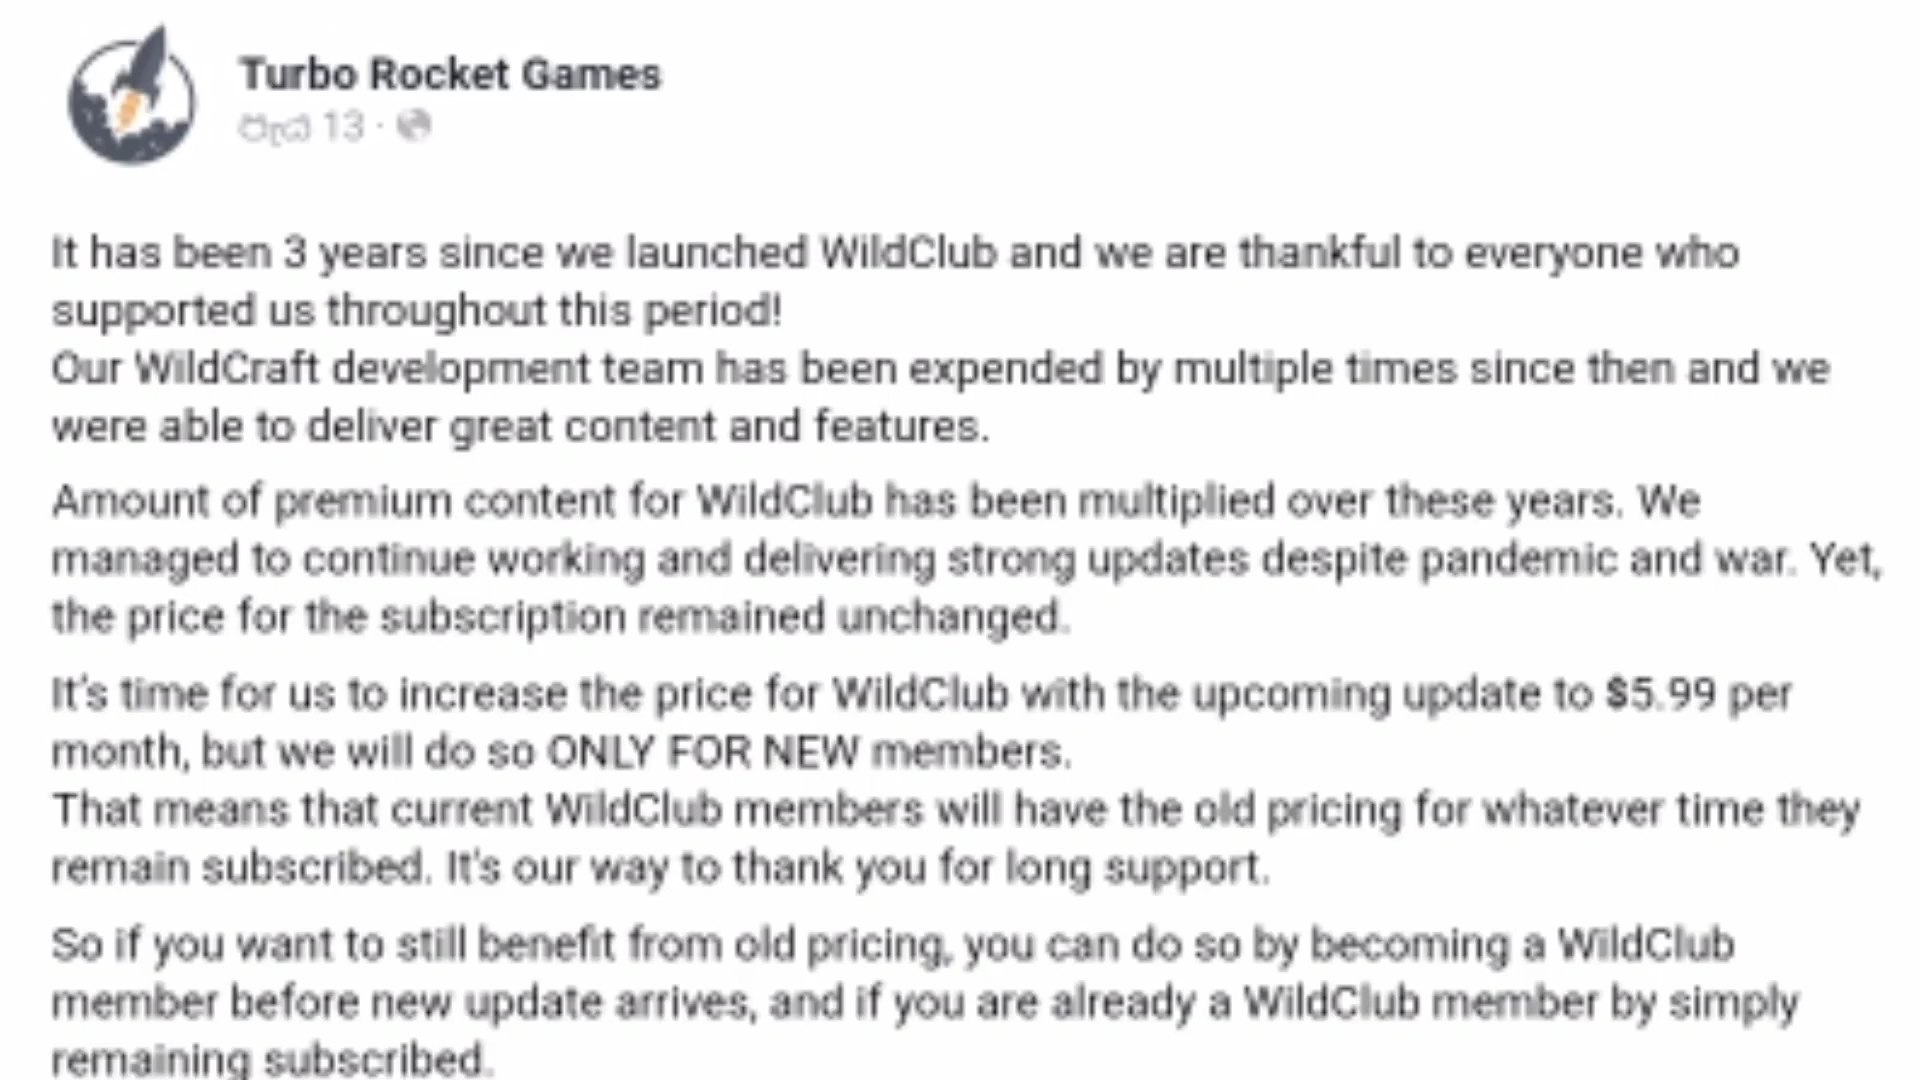 Turbo Rocket Games
13 ·
It has been 3 years since we launched WildClub and we are thankful to everyone who
supported us throughout this period!
Our WildCraft development team has been expended by multiple times since then and we
were able to deliver great content and features.
Amount of premium content for WildClub has been multiplied over these years. We
managed to continue working and delivering strong updates despite pandemic and war. Yet,
the price for the subscription remained unchanged.
It's time for us to increase the price for WildClub with the upcoming update to $5.99 per
month, but we will do so ONLY FOR NEW members.
That means that current WildClub members will have the old pricing for whatever time they
remain subscribed. It's our way to thank you for long support.
So if you want to still benefit from old pricing, you can do so by becoming a WildClub
member before new update arrives, and if you are already a WildClub member by simply
remaining subscribed.